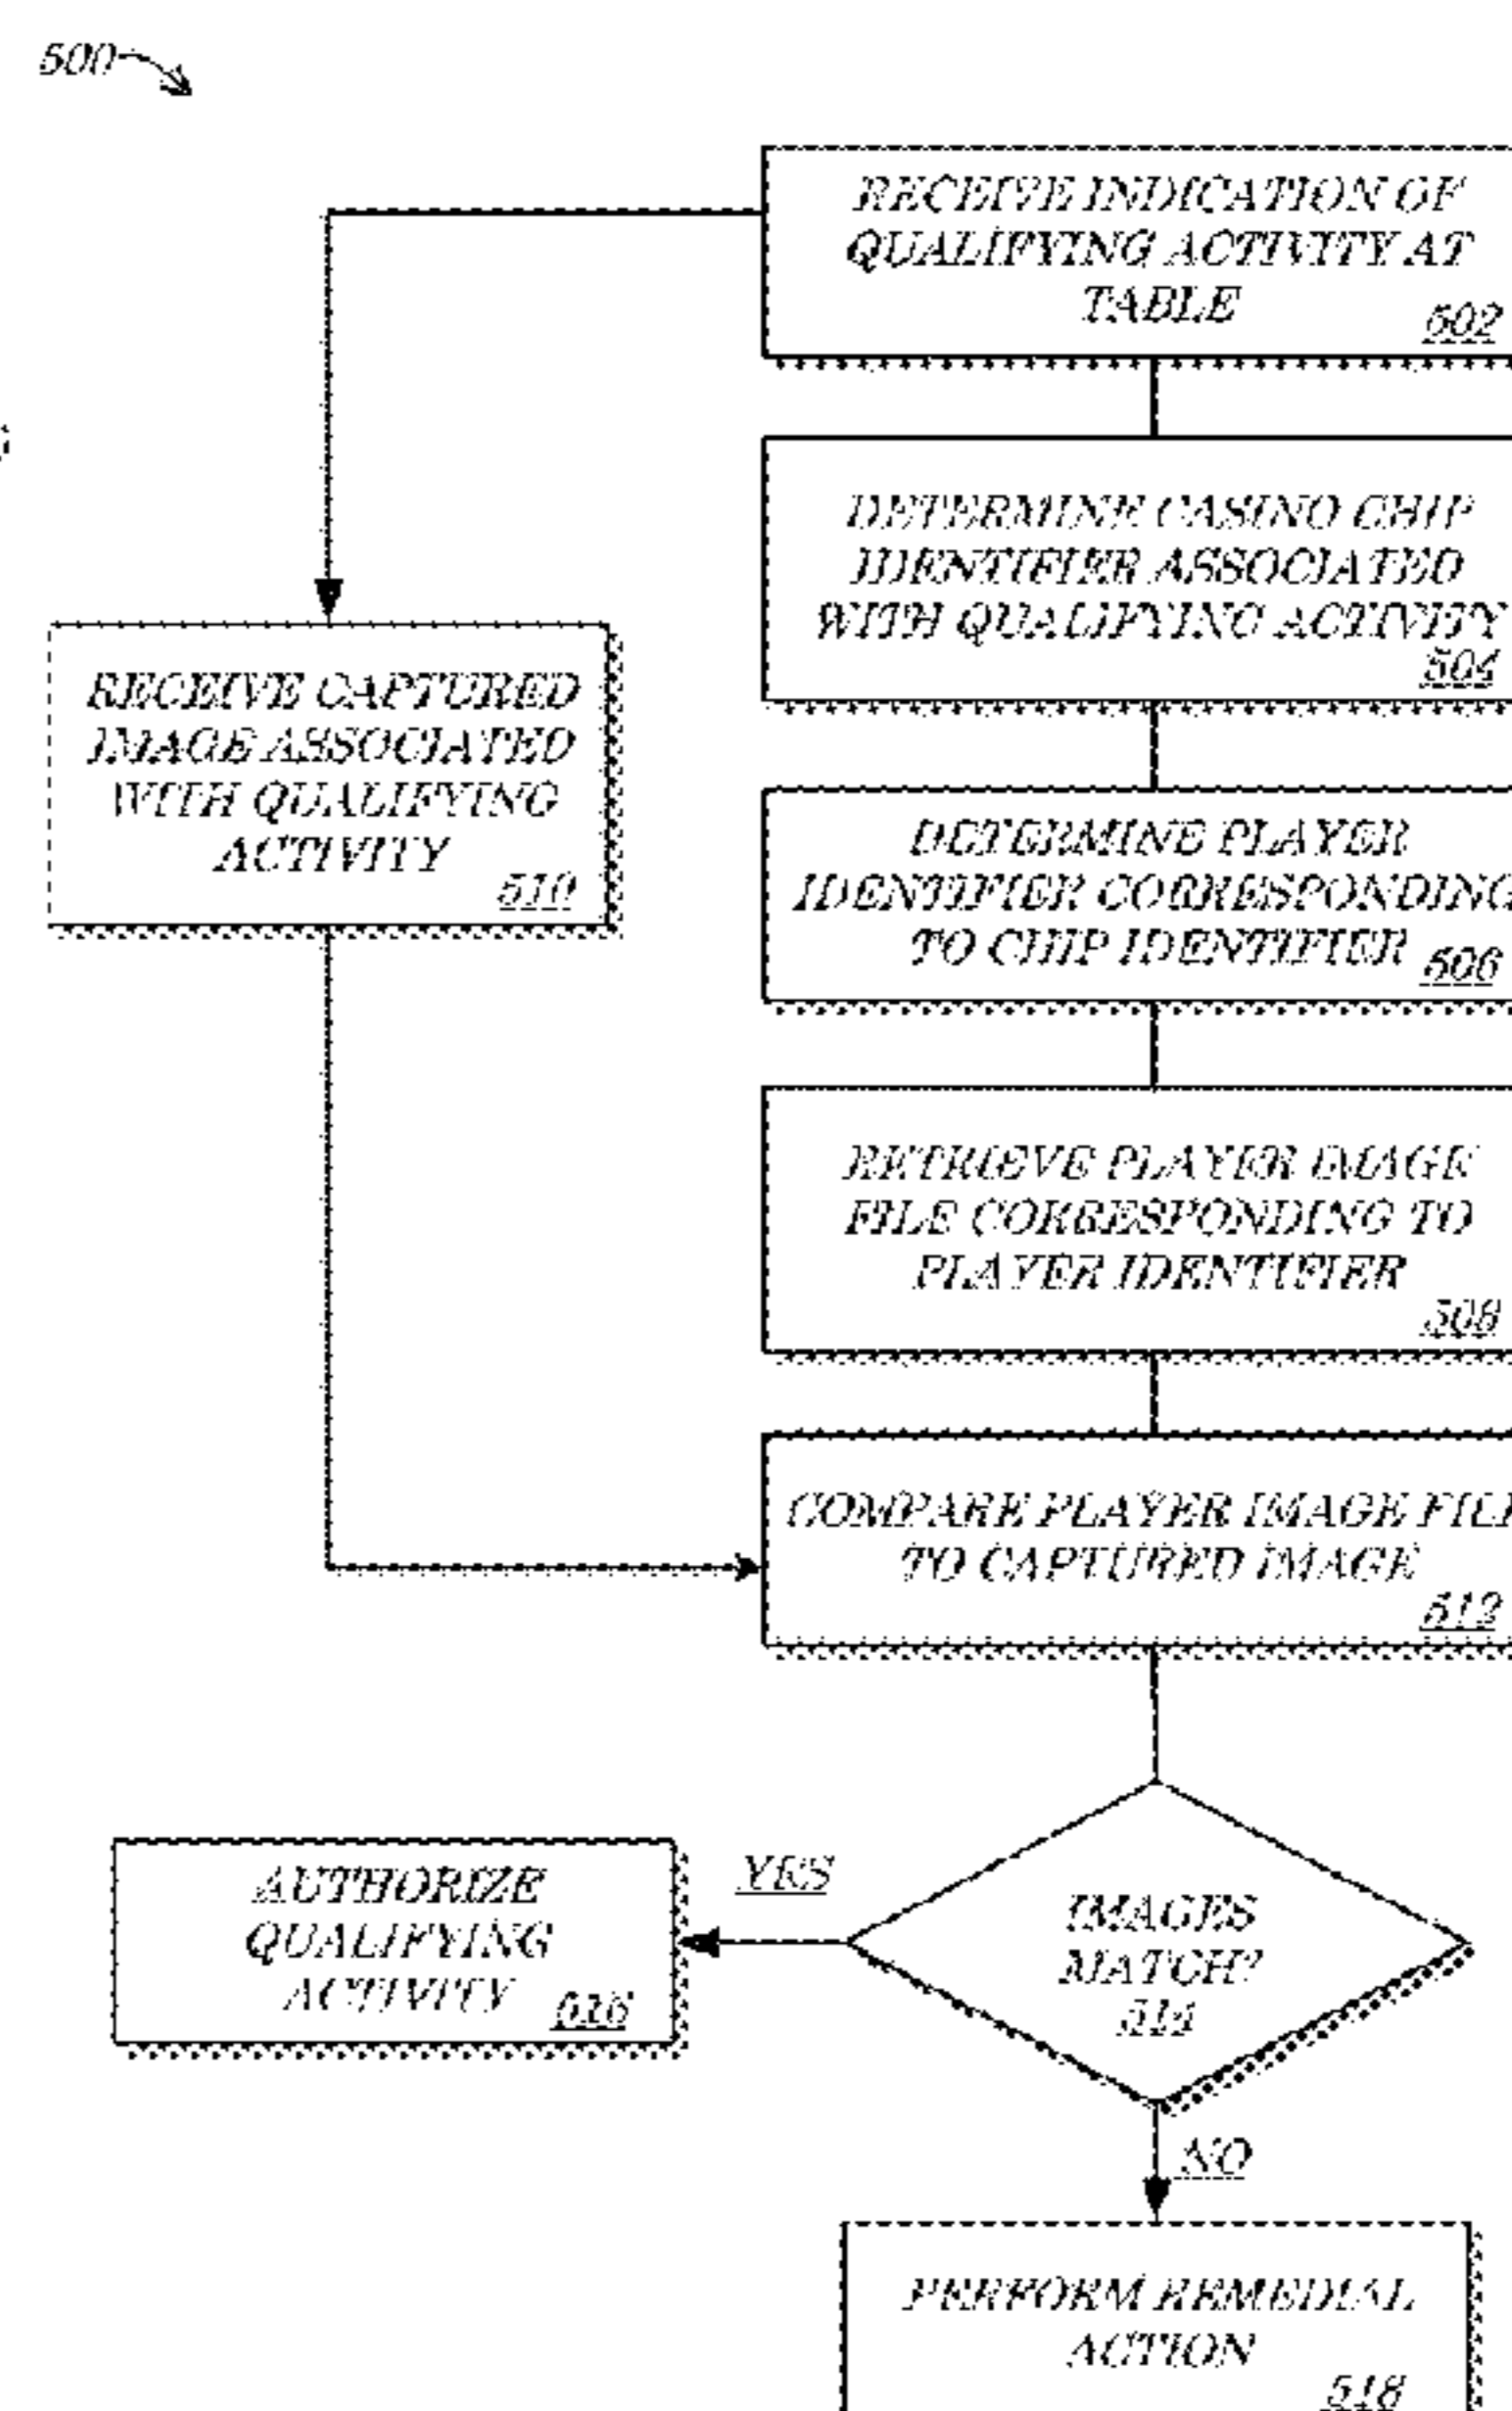 500
RECEIVE INDICATION OF
QUALIFYING ACTIVITY AT
TABLE
502
DETERMINE CASINO CHIP
IDENTIFIER ASSOCIATED
WITH QUALIFYING ACTIVITY
504
RECEIVE CAPTURED
IMAGE ASSOCIATED
WITH QUALIFYING
ACTIVITY
510
DETERMINE PLAYER
IDENTIFIER CORRESPONDING
TO CHIP IDENTIFIER
506
RETRIEVE PLAYER IMAGE
FILE CORRESPONDING TO
PLAYER IDENTIFIER
508
COMPARE PLAYER IMAGE FILE
TO CAPTURED IMAGE
512
AUTHORIZE
QUALIFYING
ACTIVITY
516
YES
IMAGES
MATCH?
514
NO
PERFORM REMEDIAL
ACTION
518